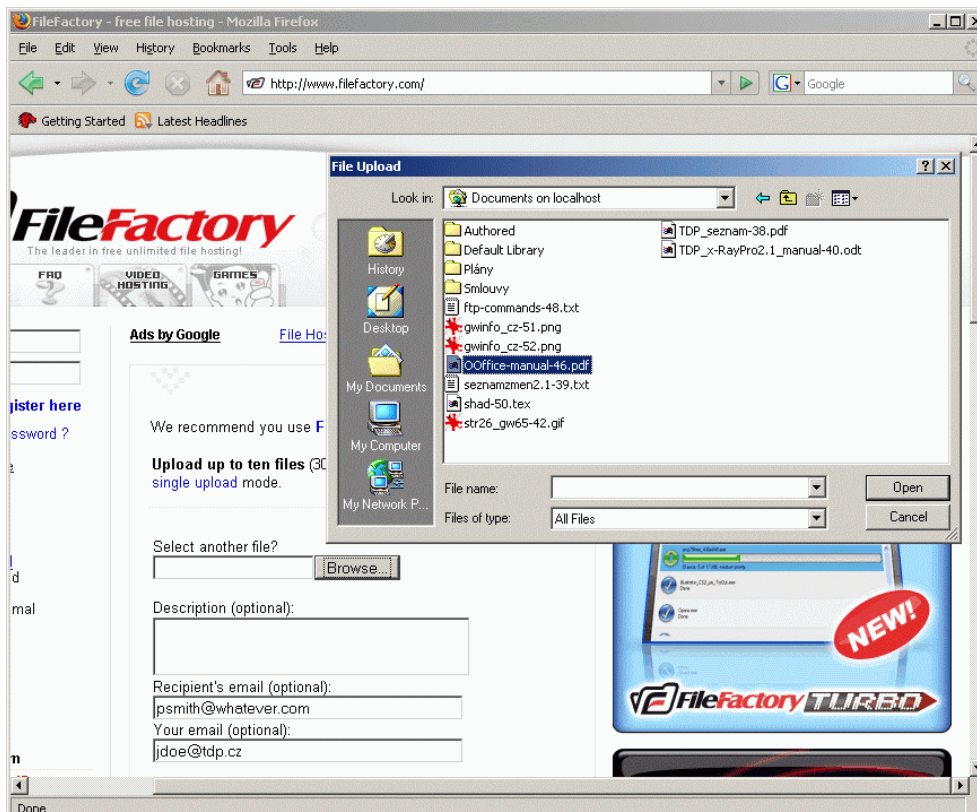 FileFactory - free file hosting - Mozilla Firefox
File Edit View History Bookmarks Tools Help
http://www.filefactory.com/
G Google
Getting Started Latest Headlines
FileFactory
The leader in free unlimited file hosting!
FAQ
VIDEO HOSTING
GAMES
Ads by Google
File Ho
gister here
ssword ?
We recommend you use F
Upload up to ten files (30
single upload mode.
Select another file?
Browse...
Description (optional):
mal
Recipient's email (optional):
psmith@whatever.com
Your email (optional):
jdoe@tdp.cz
File Upload
Look in: Documents on localhost
History
Desktop
My Documents
My Computer
My Network P...
Authored
Default Library
Plány
Smlouvy
ftp-commands-48.txt
gwinfo_cz-51.png
gwinfo_cz-52.png
OOffice-manual-46.pdf
seznamzmen2.1-39.txt
shad-50.tex
str26_gw65-42.gif
TDP_seznam-38.pdf
TDP_x-RayPro2.1_manual-40.odt
File name:
Open
Files of type: All Files
Cancel
NEW!
FileFactory TURBO
Done